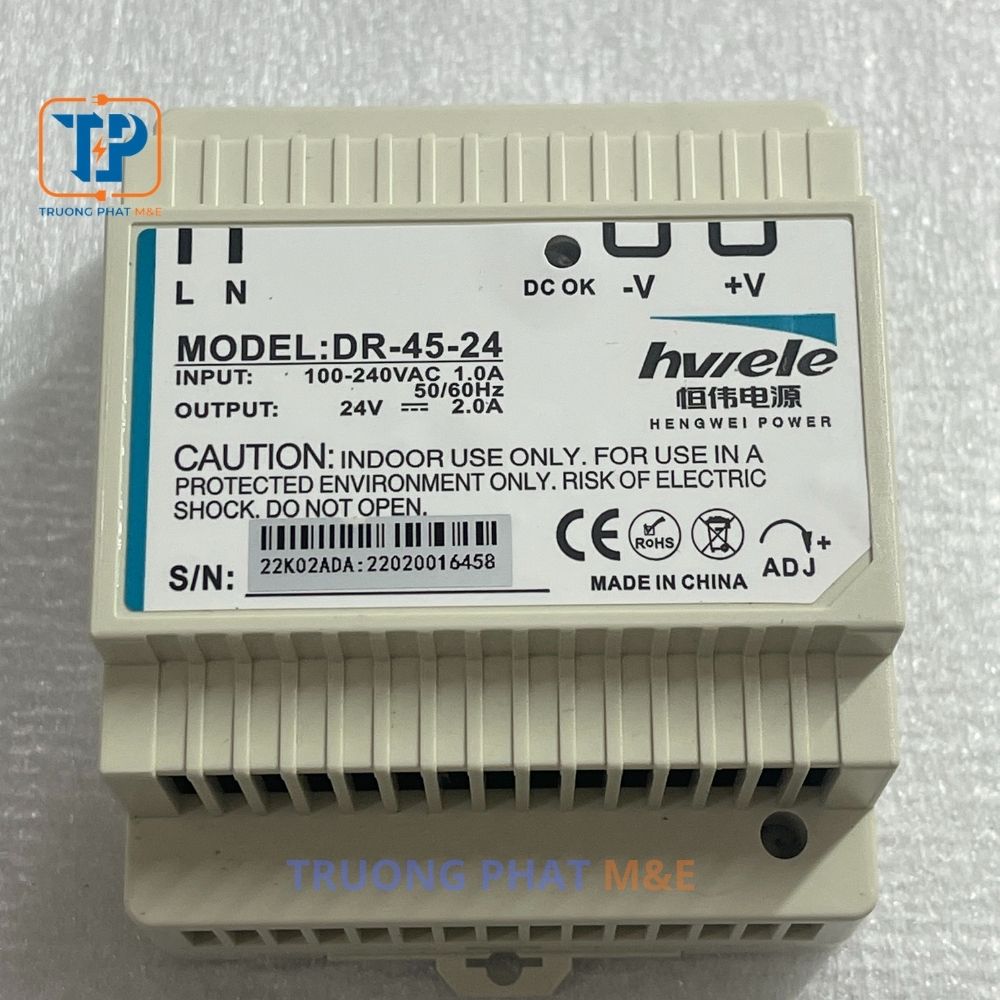 TP
TRUONG PHAT M&E
L N
DC OK -V +V
MODEL:DR-45-24
INPUT: 100-240VAC 1.0A
50/60Hz
OUTPUT: 24V ⎓ 2.0A
hwele
恒伟电源
HENGWEI POWER
CAUTION: INDOOR USE ONLY. FOR USE IN A
PROTECTED ENVIRONMENT ONLY. RISK OF ELECTRIC
SHOCK. DO NOT OPEN.
22K02ADA:22020016458
S/N:
CE
RoHS
MADE IN CHINA
+
ADJ
TRUONG PHAT M&E